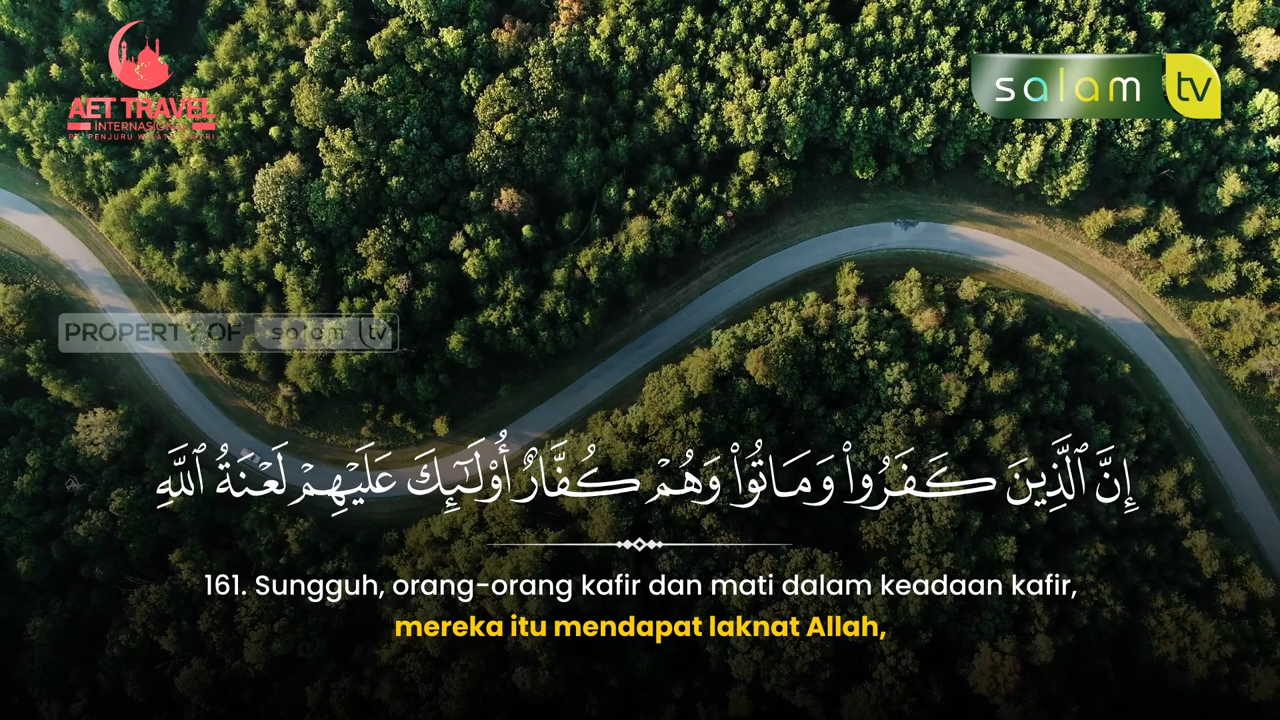 AET TRAVEL
INTERNASIONAL
salam tv
PROPERTY OF salam tv
إِنَّ ٱلَّذِينَ كَفَرُوا۟ وَمَاتُوا۟ وَهُمْ كُفَّارٌ أُو۟لَـٰٓئِكَ عَلَيْهِمْ لَعْنَةُ ٱللَّهِ
161. Sungguh, orang-orang kafir dan mati dalam keadaan kafir,
mereka itu mendapat laknat Allah,